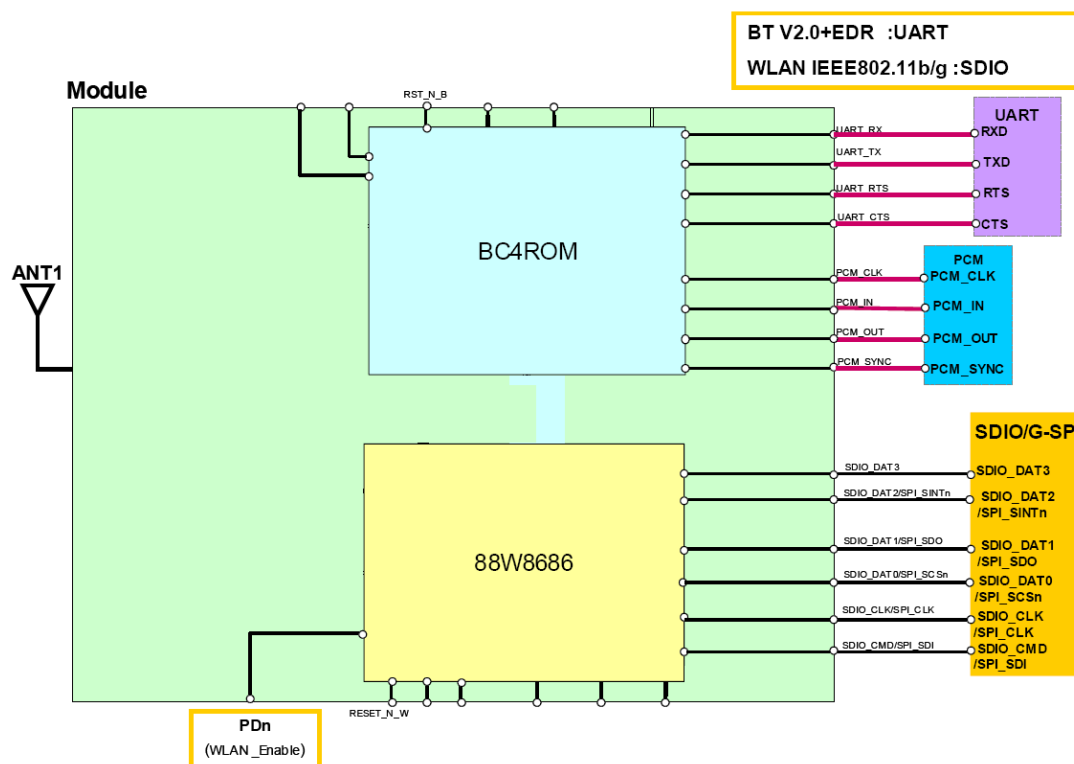 BT V2.0+EDR :UART
WLAN IEEE802.11b/g :SDIO
Module
RST_N_B
ANT1
BC4ROM
UART_RX
UART_TX
UART_RTS
UART_CTS
UART
RXD
TXD
RTS
CTS
PCM_CLK
PCM_IN
PCM_OUT
PCM_SYNC
PCM
PCM_CLK
PCM_IN
PCM_OUT
PCM_SYNC
88W8686
SDIO_DAT3
SDIO_DAT2/SPI_SINTn
SDIO_DAT1/SPI_SDO
SDIO_DAT0/SPI_SCSn
SDIO_CLK/SPI_CLK
SDIO_CMD/SPI_SDI
SDIO/G-SP
SDIO_DAT3
SDIO_DAT2
/SPI_SINTn
SDIO_DAT1
/SPI_SDO
SDIO_DAT0
/SPI_SCSn
SDIO_CLK
/SPI_CLK
SDIO_CMD
/SPI_SDI
RESET_N_W
PDn
(WLAN_Enable)